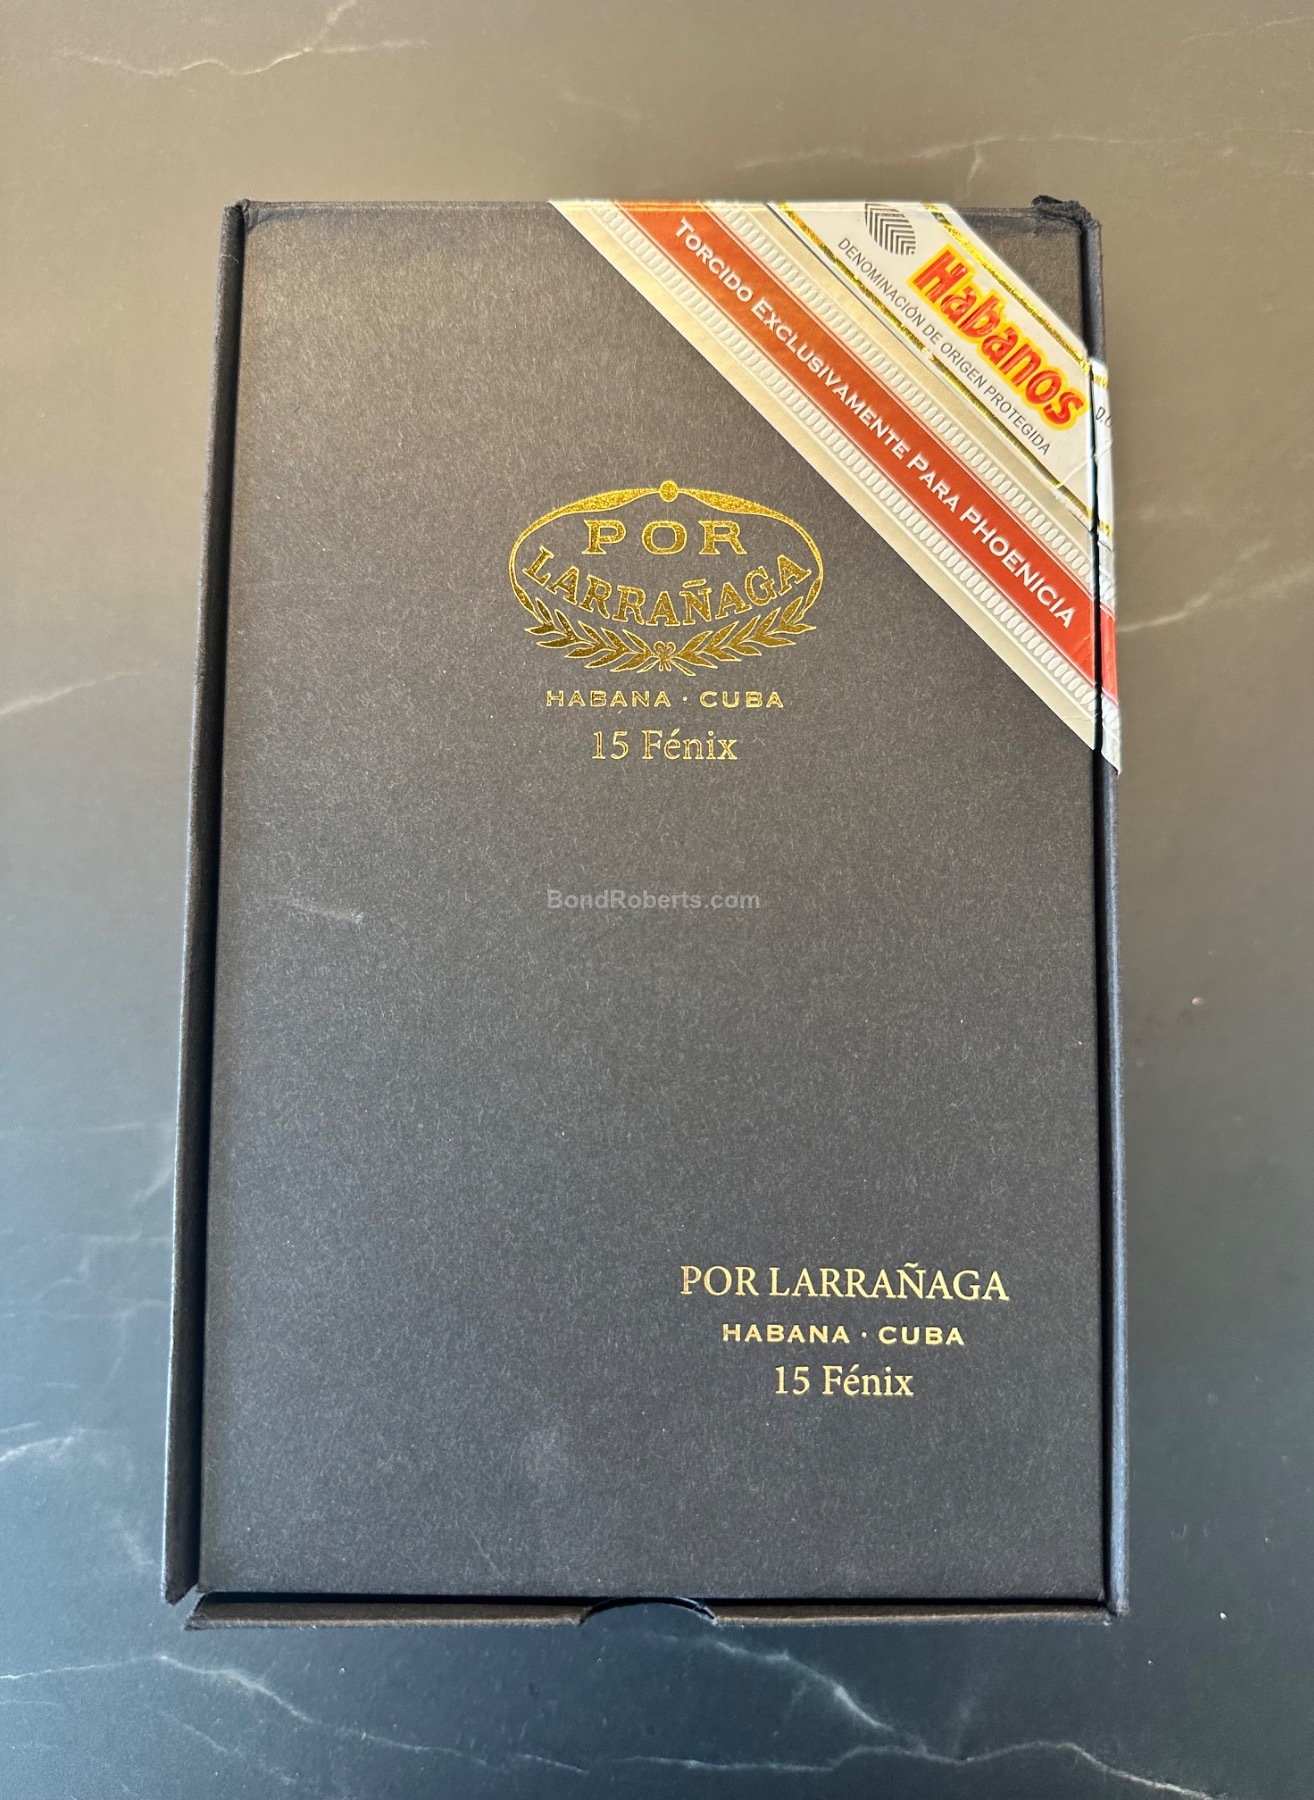 Habanos
DENOMINACIÓN DE ORIGEN PROTEGIDA
D.O
TORCIDO EXCLUSIVAMENTE PARA PHOENICIA
POR
LARRAÑAGA
HABANA · CUBA
15 Fénix
BondRoberts.com
POR LARRAÑAGA
HABANA · CUBA
15 Fénix